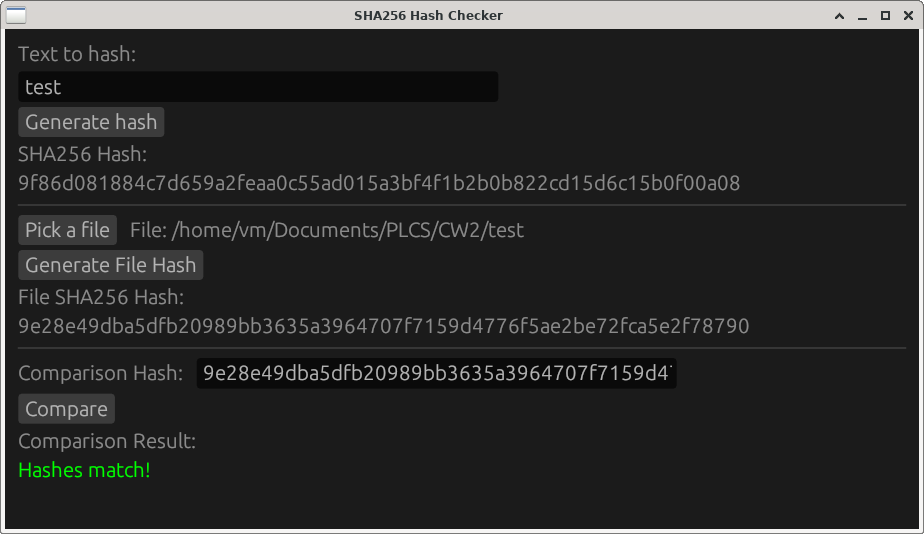 SHA256 Hash Checker
Text to hash:
test
Generate hash
SHA256 Hash:
9f86d081884c7d659a2feaa0c55ad015a3bf4f1b2b0b822cd15d6c15b0f00a08
Pick a file File: /home/vm/Documents/PLCS/CW2/test
Generate File Hash
File SHA256 Hash:
9e28e49dba5dfb20989bb3635a3964707f7159d4776f5ae2be72fca5e2f78790
Comparison Hash: 9e28e49dba5dfb20989bb3635a3964707f7159d4
Compare
Comparison Result:
Hashes match!